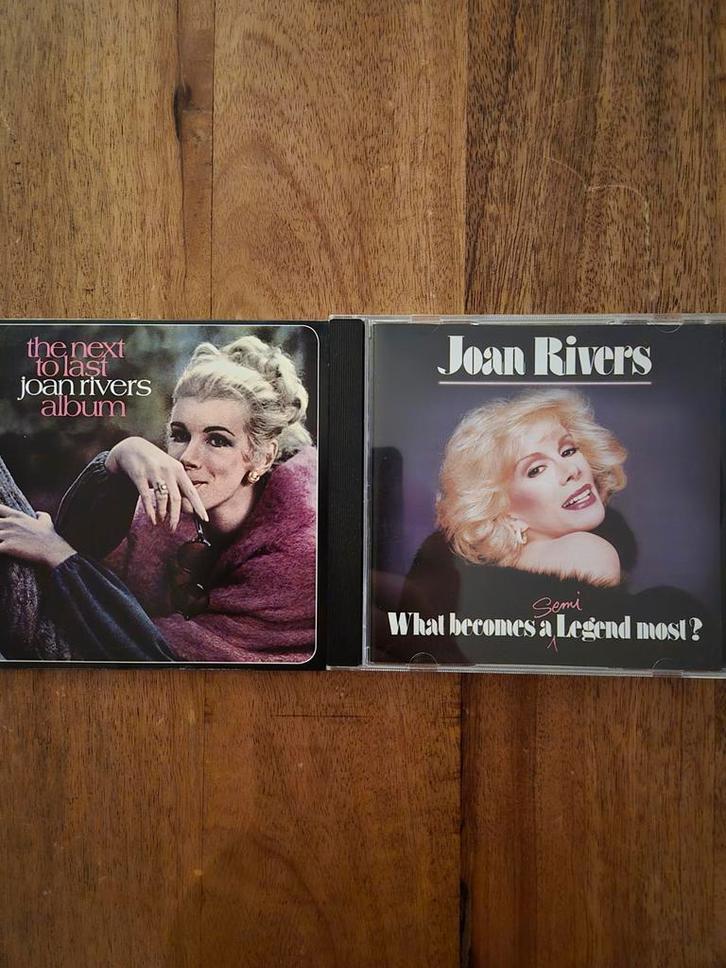 the next
to last
joan rivers
album
Joan Rivers
Semi
What becomes a Legend most?